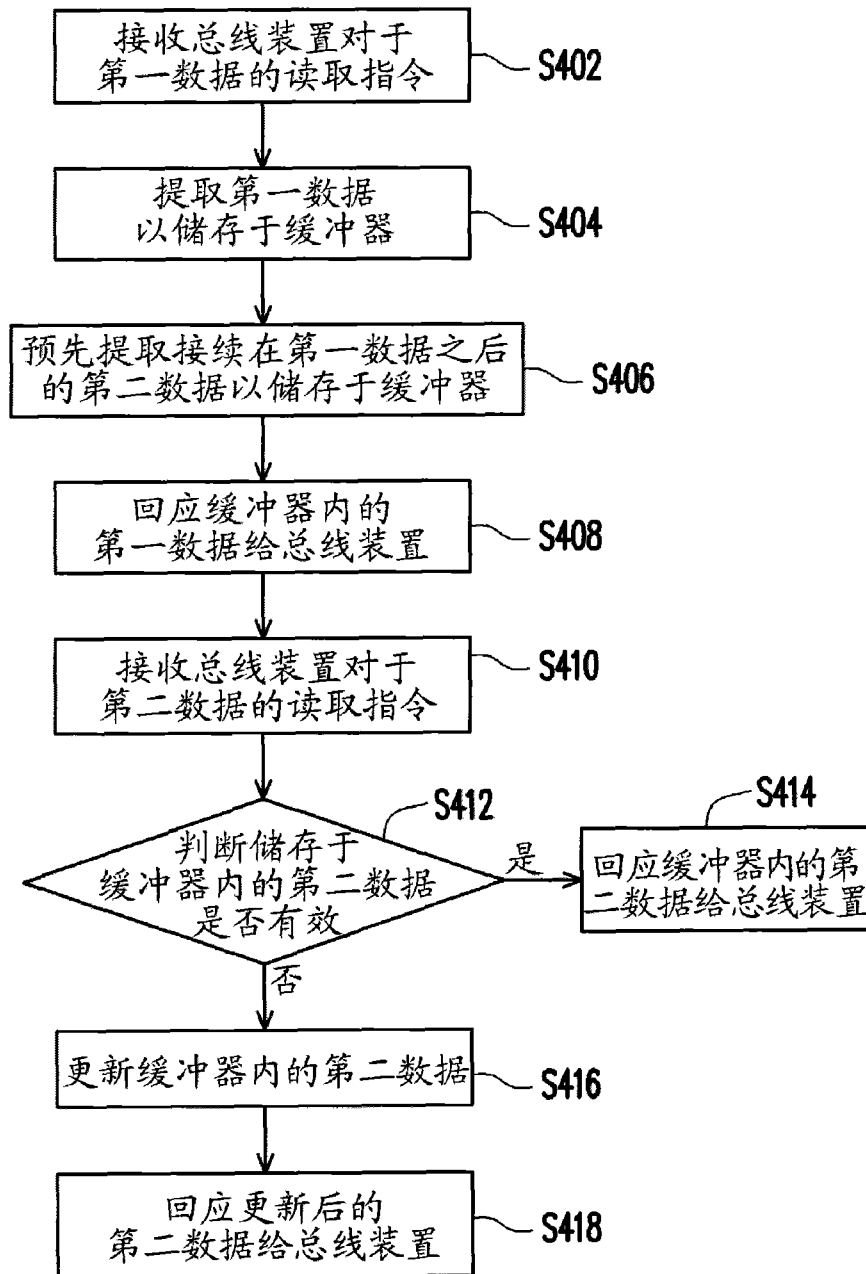 接收总线装置对于
第一数据的读取指令
S402
提取第一数据
以储存于缓冲器
S404
预先提取接续在第一数据之后
的第二数据以储存于缓冲器
S406
回应缓冲器内的
第一数据给总线装置
S408
接收总线装置对于
第二数据的读取指令
S410
判断储存于
缓冲器内的第二数据
是否有效
S412
是
回应缓冲器内的第
二数据给总线装置
S414
否
更新缓冲器内的第二数据
S416
回应更新后的
第二数据给总线装置
S418